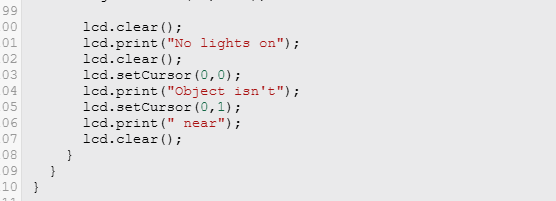 99
00 lcd.clear();
01 lcd.print("No lights on");
02 lcd.clear();
03 lcd.setCursor(0,0);
04 lcd.print("Object isn't");
05 lcd.setCursor(0,1);
06 lcd.print(" near");
07 lcd.clear();
08 }
09 }
10 }